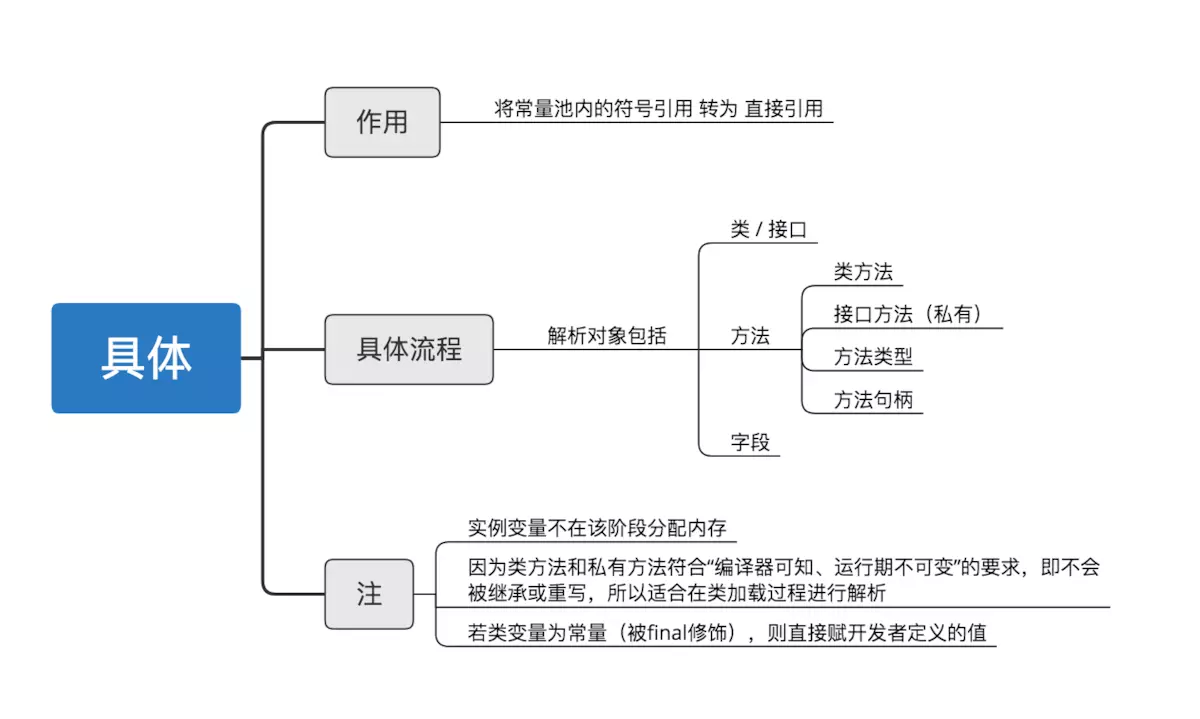 具体
作用
将常量池内的符号引用 转为 直接引用
具体流程
解析对象包括
类 / 接口
方法
类方法
接口方法（私有）
方法类型
方法句柄
字段
注
实例变量不在该阶段分配内存
因为类方法和私有方法符合“编译器可知、运行期不可变”的要求，即不会
被继承或重写，所以适合在类加载过程进行解析
若类变量为常量（被final修饰），则直接赋开发者定义的值